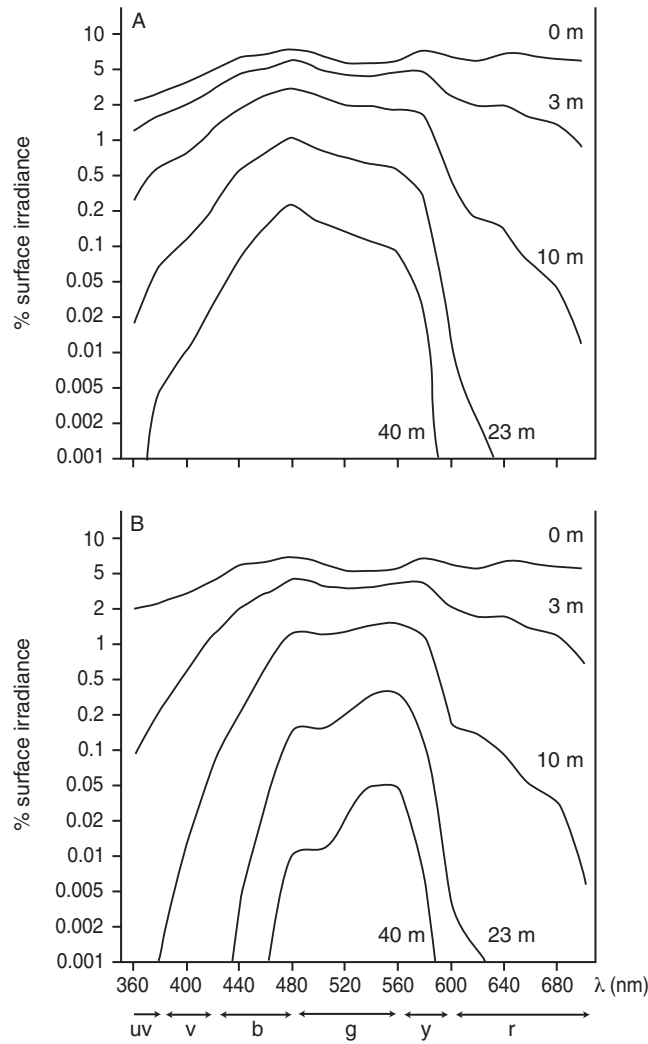 A
10
5
2
1
0.5
0.2
0.1
0.05
0.02
0.01
0.005
0.002
0.001
% surface irradiance
0 m
3 m
10 m
40 m 23 m
B
10
5
2
1
0.5
0.2
0.1
0.05
0.02
0.01
0.005
0.002
0.001
% surface irradiance
0 m
3 m
10 m
40 m 23 m
360 400 440 480 520 560 600 640 680 λ (nm)
uv v b g y r